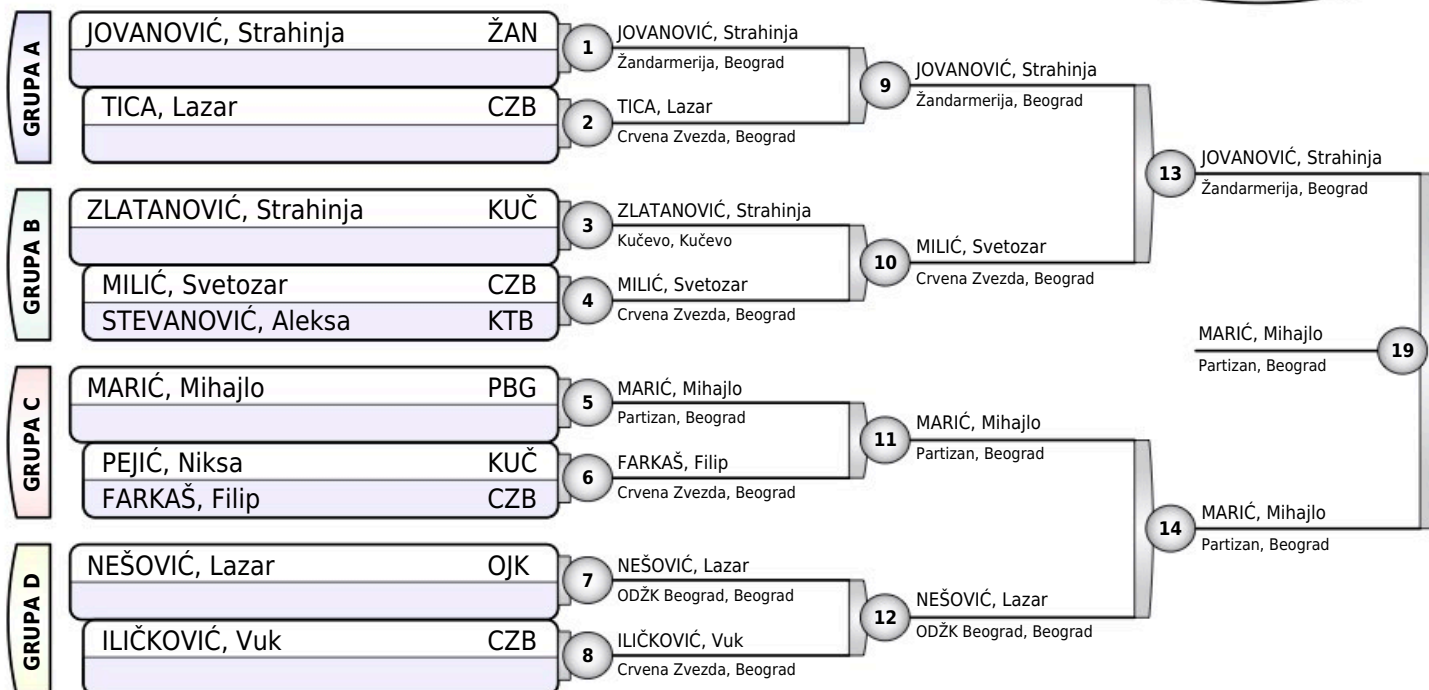 GRUPA A
JOVANOVIĆ, Strahinja ŽAN
TICA, Lazar CZB
1
JOVANOVIĆ, Strahinja
Žandarmerija, Beograd
2
TICA, Lazar
Crvena Zvezda, Beograd
9
JOVANOVIĆ, Strahinja
Žandarmerija, Beograd
GRUPA B
ZLATANOVIĆ, Strahinja KUČ
MILIĆ, Svetozar CZB
STEVANOVIĆ, Aleksa KTB
3
ZLATANOVIĆ, Strahinja
Kučevo, Kučevo
4
MILIĆ, Svetozar
Crvena Zvezda, Beograd
10
MILIĆ, Svetozar
Crvena Zvezda, Beograd
13
JOVANOVIĆ, Strahinja
Žandarmerija, Beograd
GRUPA C
MARIĆ, Mihajlo PBG
PEJIĆ, Niksa KUČ
FARKAŠ, Filip CZB
5
MARIĆ, Mihajlo
Partizan, Beograd
6
FARKAŠ, Filip
Crvena Zvezda, Beograd
11
MARIĆ, Mihajlo
Partizan, Beograd
GRUPA D
NEŠOVIĆ, Lazar OJK
ILIČKOVIĆ, Vuk CZB
7
NEŠOVIĆ, Lazar
ODŽK Beograd, Beograd
8
ILIČKOVIĆ, Vuk
Crvena Zvezda, Beograd
12
NEŠOVIĆ, Lazar
ODŽK Beograd, Beograd
14
MARIĆ, Mihajlo
Partizan, Beograd
MARIĆ, Mihajlo
Partizan, Beograd
19